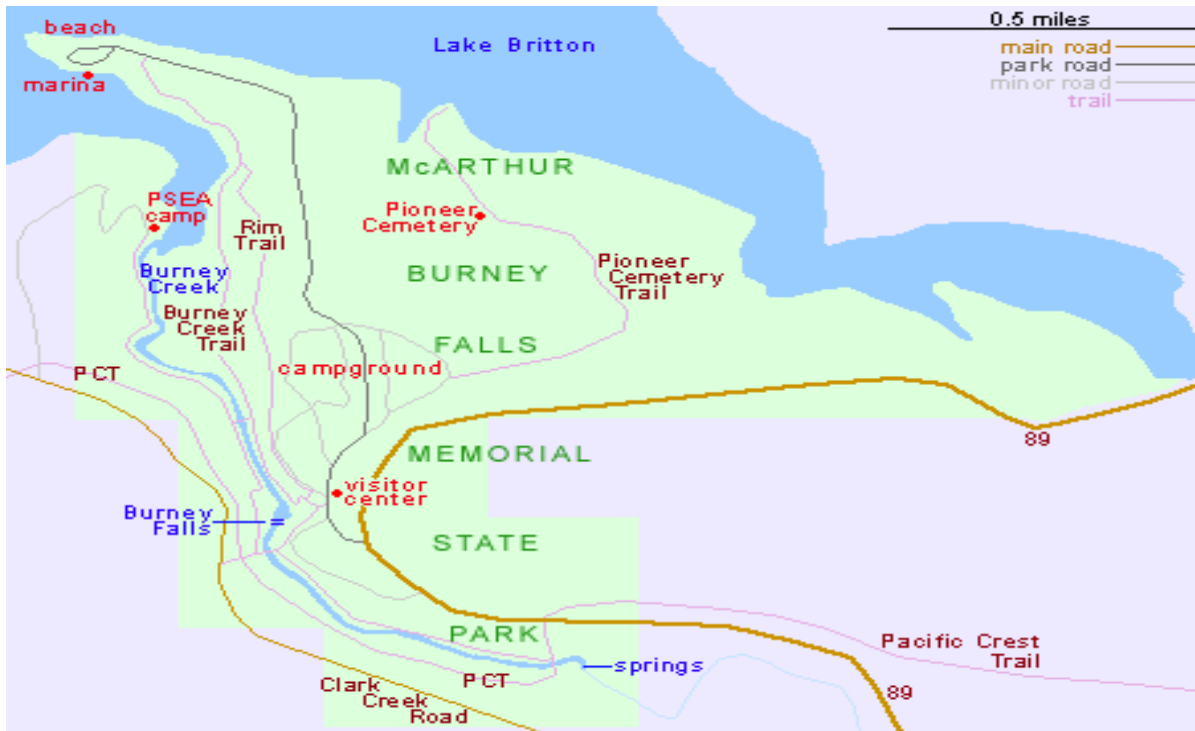 beach
Lake Britton
0.5 miles
main road
park road
minor road
trail
marina
McARTHUR
PSEA
camp
Pioneer
Cemetery
Rim
Trail
Pioneer
Cemetery
Trail
Burney
Creek
BURNEY
Burney
Creek
Trail
FALLS
PCT
campground
89
MEMORIAL
visitor
center
Burney
Falls
STATE
PARK
Pacific Crest
Trail
springs
PCT
Clark
Creek
Road
89